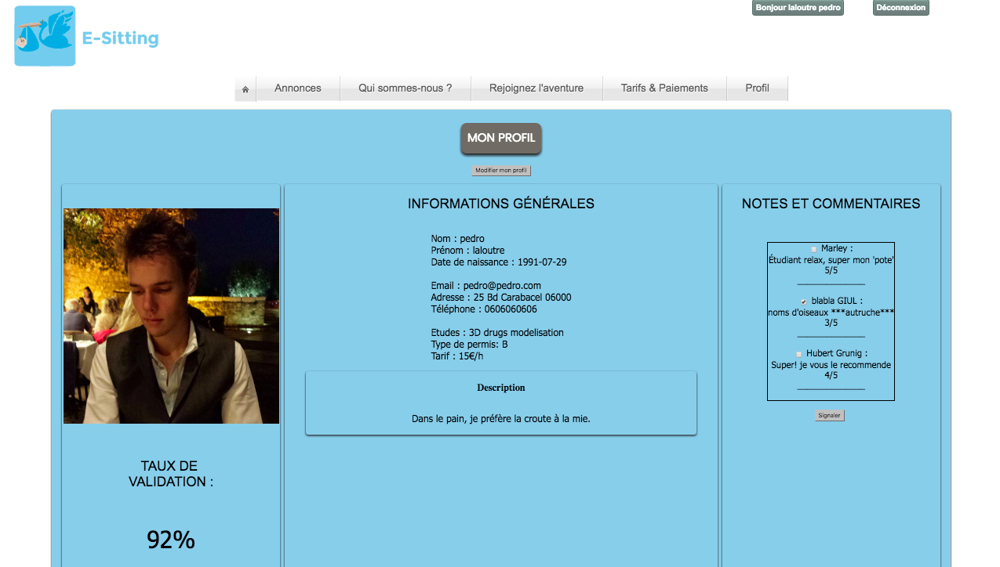 Bonjour laloutre pedro
Déconnexion
E-Sitting
Annonces
Qui sommes-nous ?
Rejoignez l'aventure
Tarifs & Paiements
Profil
MON PROFIL
Modifier mon profil
TAUX DE
VALIDATION :
92%
INFORMATIONS GÉNÉRALES
Nom : pedro
Prénom : laloutre
Date de naissance : 1991-07-29
Email : pedro@pedro.com
Adresse : 25 Bd Carabacel 06000
Téléphone : 0606060606
Etudes : 3D drugs modelisation
Type de permis: B
Tarif : 15€/h
Description
Dans le pain, je préfère la croute à la mie.
NOTES ET COMMENTAIRES
Marley :
Étudiant relax, super mon 'pote'
5/5
_______________
blabla GIUL :
noms d'oiseaux ***autruche***
3/5
_______________
Hubert Grunig :
Super! je vous le recommende
4/5
_______________
Signaler